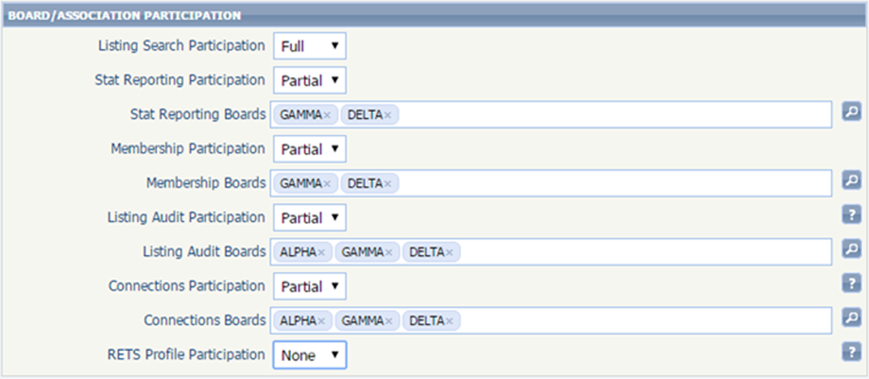 BOARD/ASSOCIATION PARTICIPATION
Listing Search Participation Full ▼
Stat Reporting Participation Partial ▼
Stat Reporting Boards GAMMA× DELTA×
Membership Participation Partial ▼
Membership Boards GAMMA× DELTA×
Listing Audit Participation Partial ▼ ?
Listing Audit Boards ALPHA× GAMMA× DELTA×
Connections Participation Partial ▼ ?
Connections Boards ALPHA× GAMMA× DELTA×
RETS Profile Participation None ▼ ?